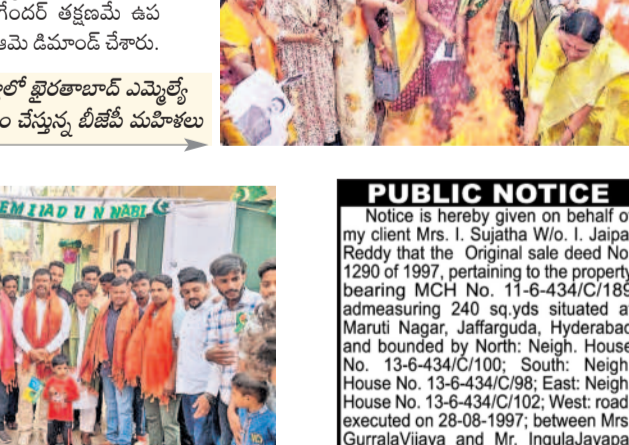 గేందర్ తక్షణమే ఉప
ఆమె డిమాండ్ చేశారు.
లో ఖైరతాబాద్ ఎమ్మెల్యే
చేస్తున్న బీజేపీ మహిళలు
MILAD U N NABI
PUBLIC NOTICE
Notice is hereby given on behalf of
my client Mrs. I. Sujatha W/o. I. Jaipal
Reddy that the Original sale deed No.
1290 of 1997, pertaining to the property
bearing MCH No. 11-6-434/C/189
admeasuring 240 sq.yds situated at
Maruti Nagar, Jaffarguda, Hyderabad
and bounded by North: Neigh. House
No. 13-6-434/C/100; South: Neigh.
House No. 13-6-434/C/98; East: Neigh.
House No. 13-6-434/C/102; West: road,
executed on 28-08-1997; between Mrs.
GurralaVijaya and Mr.